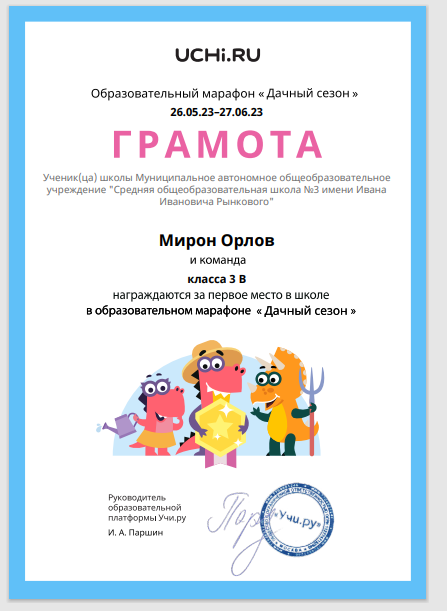 UCHi.RU
Образовательный марафон « Дачный сезон »
26.05.23–27.06.23
ГРАМОТА
Ученик(ца) школы Муниципальное автономное общеобразовательное
учреждение "Средняя общеобразовательная школа №3 имени Ивана
Ивановича Рынкового"
Мирон Орлов
и команда
класса 3 В
награждаются за первое место в школе
в образовательном марафоне « Дачный сезон »
Руководитель
образовательной
платформы Учи.ру
И. А. Паршин
«Учи.ру»
МОСКВА